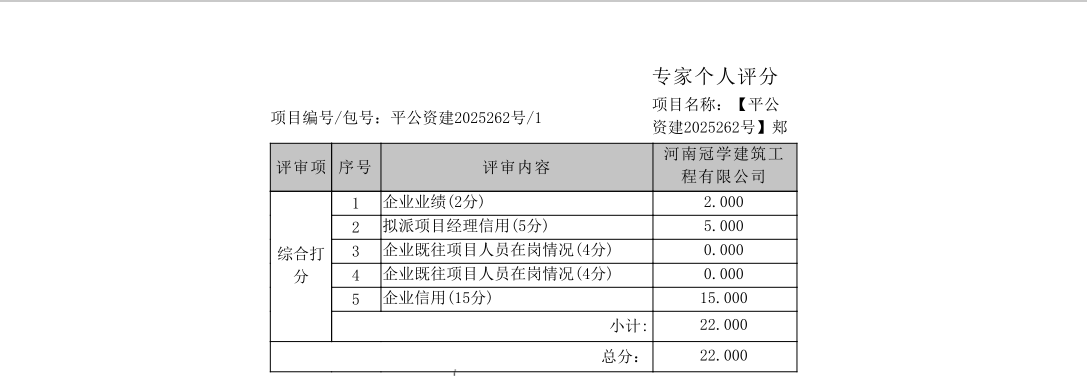 专家个人评分
项目编号/包号：平公资建2025262号/1
项目名称：【平公
资建2025262号】郏
评审项 序号 评审内容 河南冠学建筑工
程有限公司
综合打
分
1 企业业绩(2分) 2.000
2 拟派项目经理信用(5分) 5.000
3 企业既往项目人员在岗情况(4分) 0.000
4 企业既往项目人员在岗情况(4分) 0.000
5 企业信用(15分) 15.000
小计: 22.000
总分： 22.000